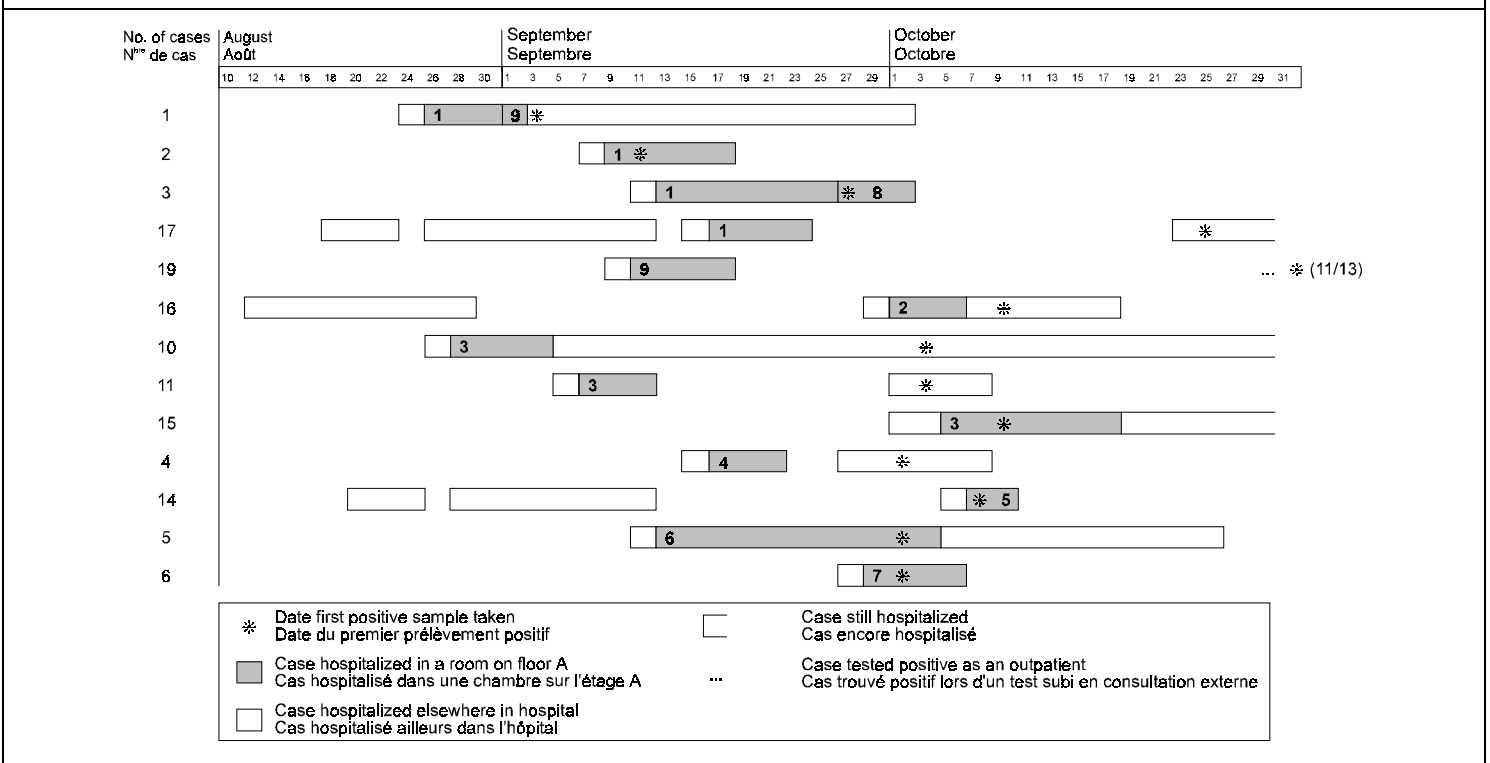 No. of cases August September October
Nbre de cas Août Septembre Octobre
10 12 14 16 18 20 22 24 26 28 30 1 3 5 7 9 11 13 15 17 19 21 23 25 27 29 1 3 5 7 9 11 13 15 17 19 21 23 25 27 29 31
1 1 9
2 1
3 1 8
17 1
19 9 ... (11/13)
16 2
10 3
11 3
15 3
4 4
14 5
5 6
6 7
Date first positive sample taken
Date du premier prélèvement positif
Case hospitalized in a room on floor A
Cas hospitalisé dans une chambre sur l'étage A
Case hospitalized elsewhere in hospital
Cas hospitalisé ailleurs dans l'hôpital
Case still hospitalized
Cas encore hospitalisé
... Case tested positive as an outpatient
Cas trouvé positif lors d'un test subi en consultation externe